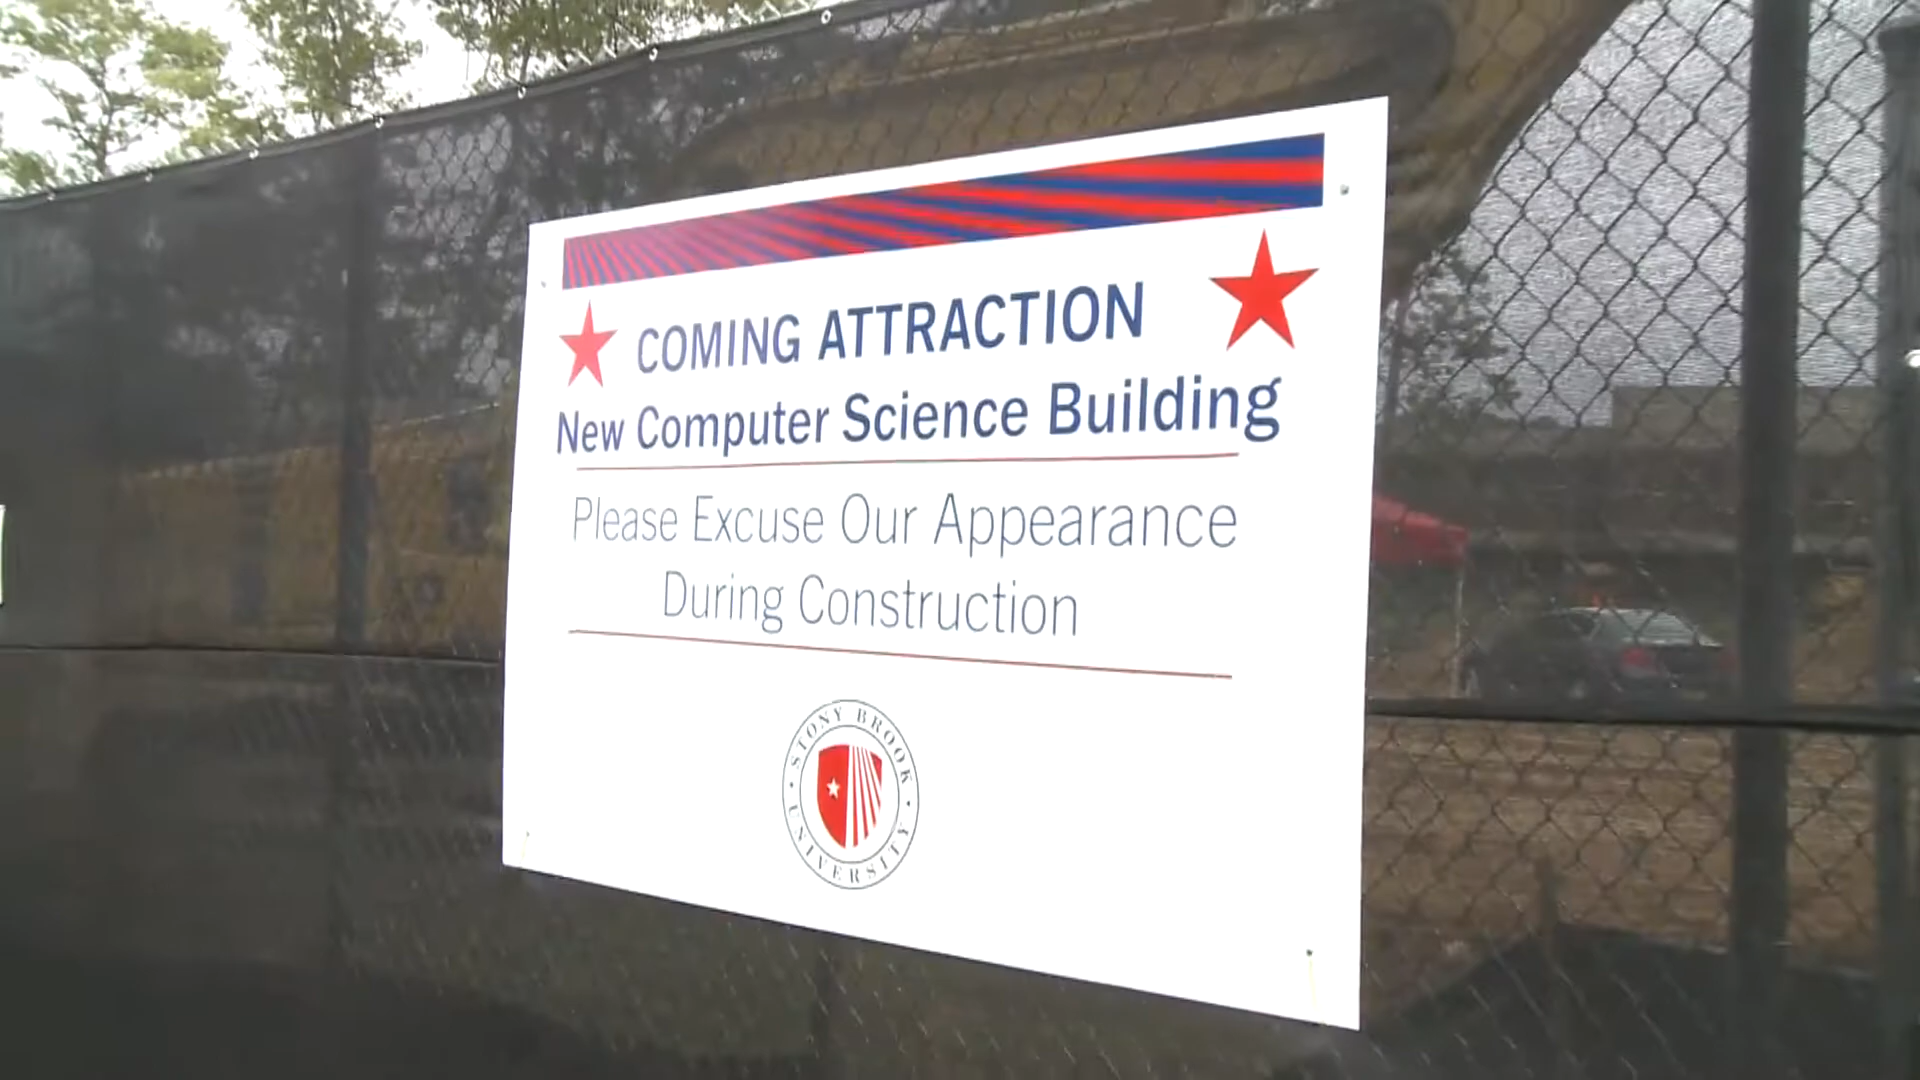 COMING ATTRACTION
New Computer Science Building
Please Excuse Our Appearance
During Construction
STONY BROOK
UNIVERSITY